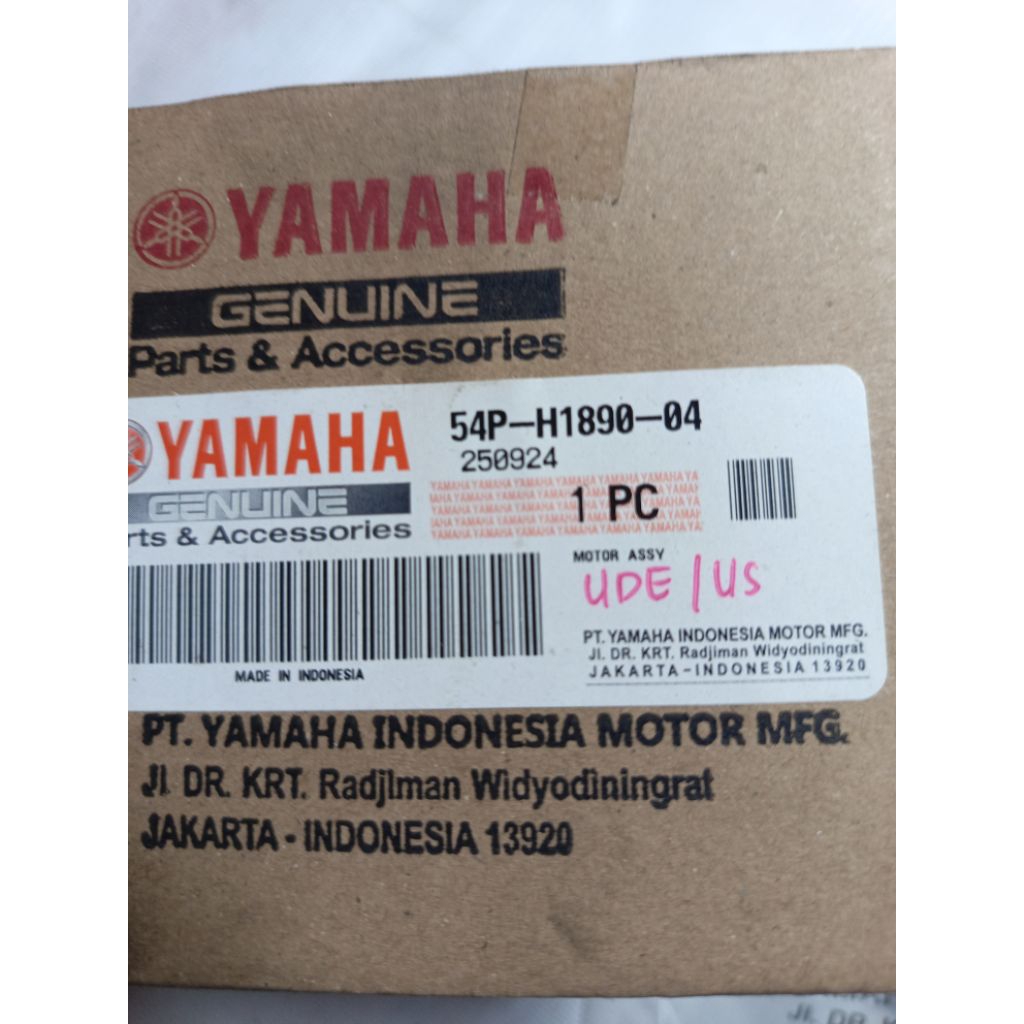 YAMAHA
GENUINE
Parts & Accessories
YAMAHA
GENUINE
rts & Accessories
54P-H1890-04
250924
1 PC
MOTOR ASSY
UDE/US
PT. YAMAHA INDONESIA MOTOR MFG.
Jl. DR. KRT. Radjiman Widyodiningrat
JAKARTA-INDONESIA 13920
MADE IN INDONESIA
PT. YAMAHA INDONESIA MOTOR MFG.
Jl. DR. KRT. Radjiman Widyodiningrat
JAKARTA - INDONESIA 13920